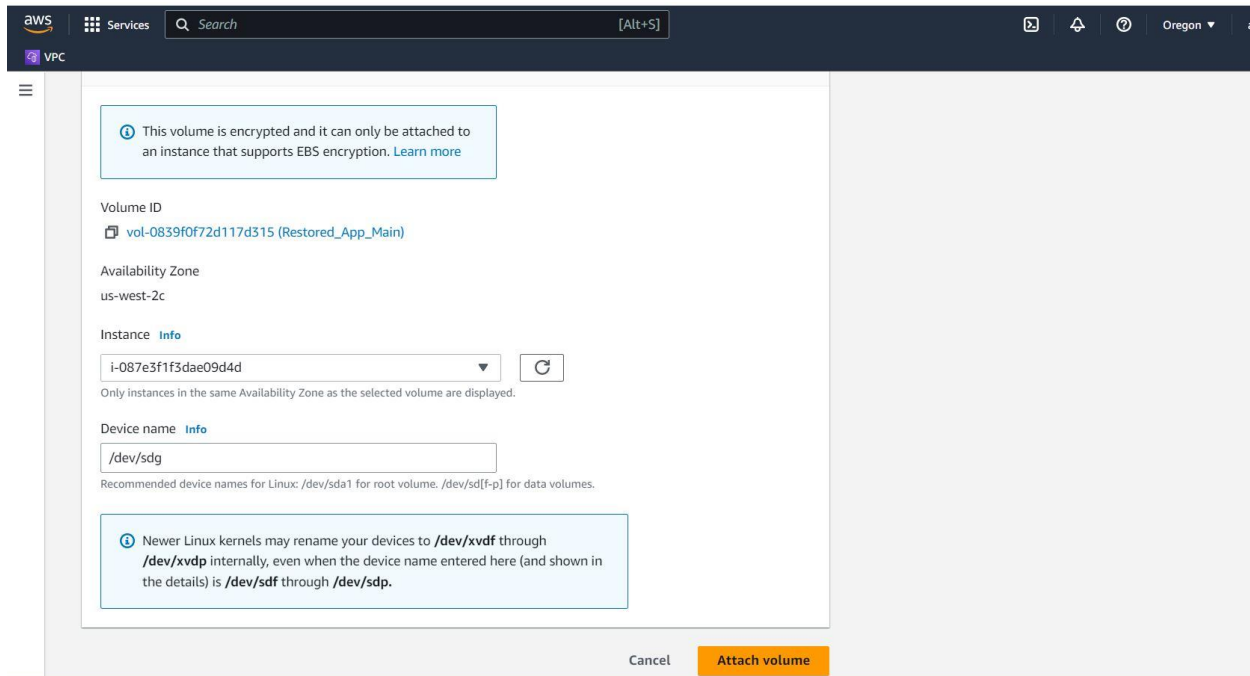 aws
Services
Search
[Alt+S]
Oregon
VPC
This volume is encrypted and it can only be attached to
an instance that supports EBS encryption. Learn more
Volume ID
vol-0839f0f72d117d315 (Restored_App_Main)
Availability Zone
us-west-2c
Instance Info
i-087e3f1f3dae09d4d
Only instances in the same Availability Zone as the selected volume are displayed.
Device name Info
/dev/sdg
Recommended device names for Linux: /dev/sda1 for root volume. /dev/sd[f-p] for data volumes.
Newer Linux kernels may rename your devices to /dev/xvdf through
/dev/xvdp internally, even when the device name entered here (and shown in
the details) is /dev/sdf through /dev/sdp.
Cancel
Attach volume